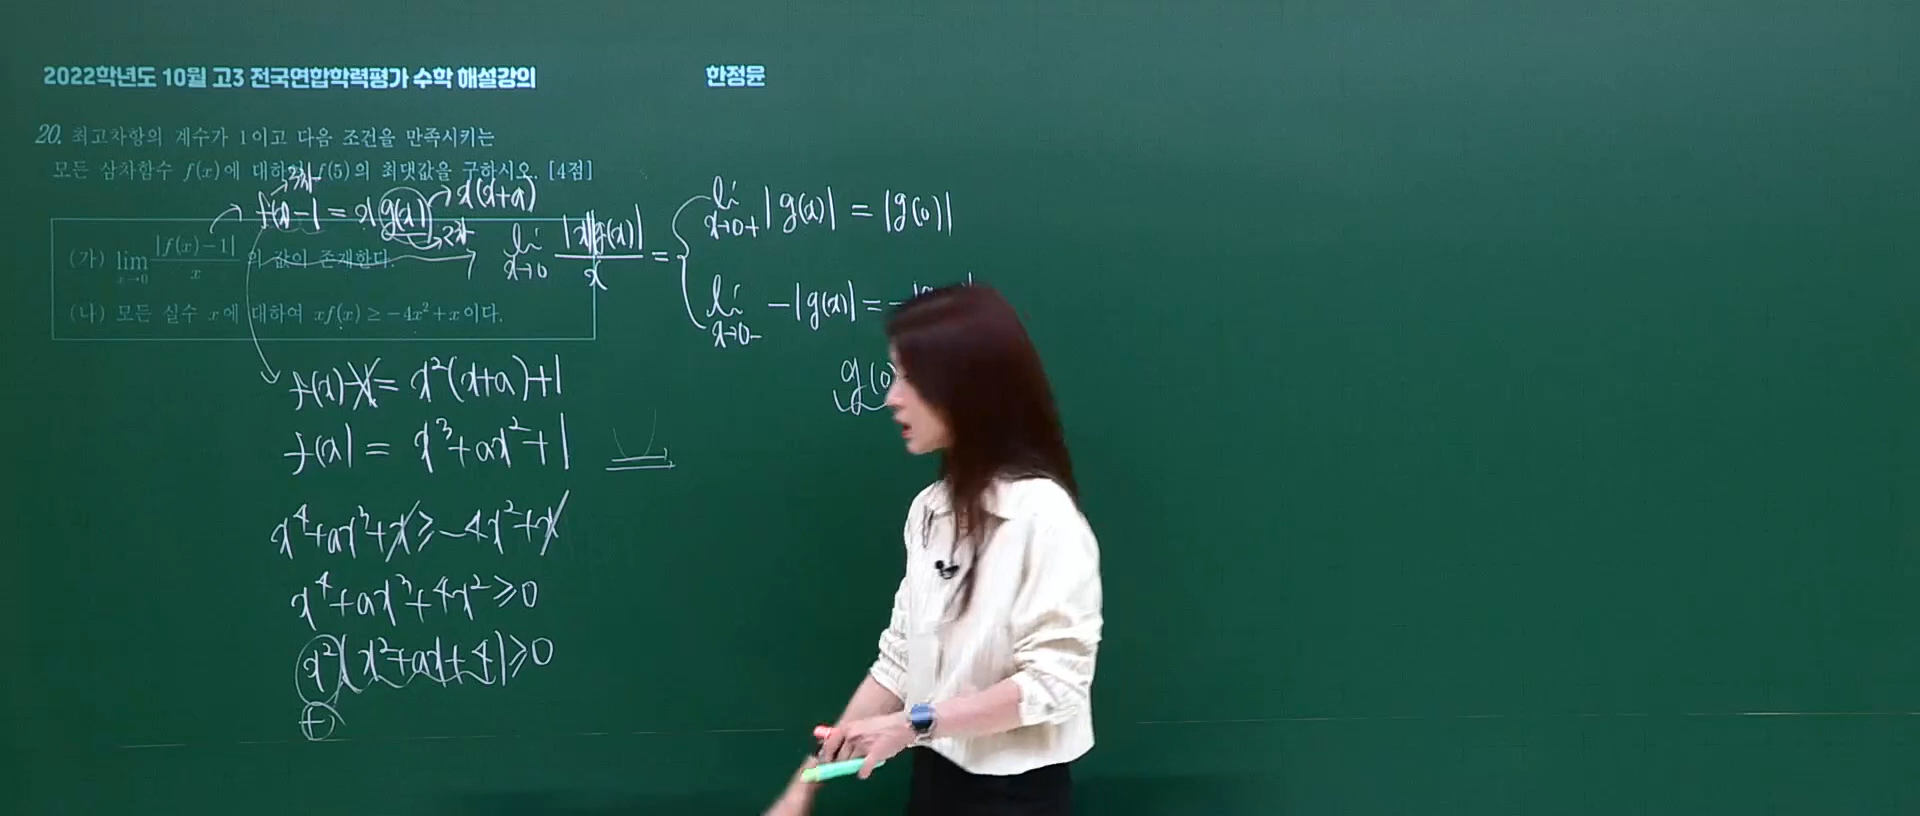 2022학년도 10월 고3 전국연합학력평가 수학 해설강의
한정윤
20. 최고차항의 계수가 1이고 다음 조건을 만족시키는
모든 삼차함수 f(x)에 대하여 f(5)의 최댓값을 구하시오. [4점]
f(x)-1 = x g(x) → x(x+a)
(가) lim x→0 |f(x)-1| / x 의 값이 존재한다.
(나) 모든 실수 x에 대하여 xf(x) ≥ -4x²+x이다.
lim x→0 |x||g(x)| / x =
lim x→0+ |g(x)| = |g(0)|
lim x→0- -|g(x)| = -
g(0)
f(x)-1 = x²(x+a)+1
f(x) = x³+ax²+1
x⁴+ax³+x ≥ -4x²+x
x⁴+ax³+4x² ≥ 0
x²(x²+ax+4) ≥ 0
+